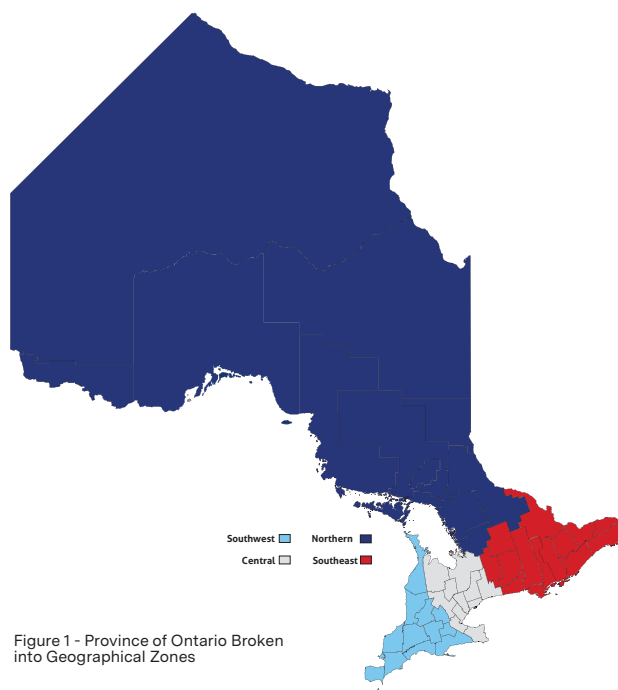 Southwest Northern
Central Southeast
Figure 1 - Province of Ontario Broken
into Geographical Zones